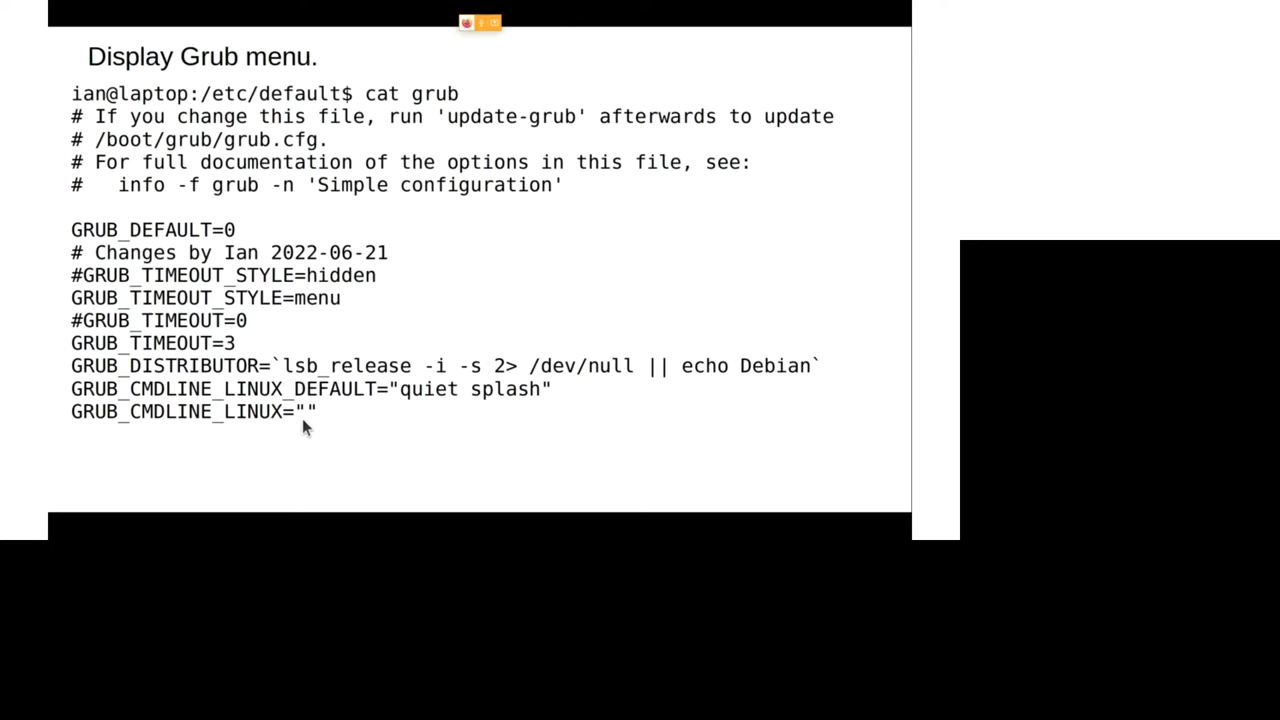 Display Grub menu.
ian@laptop:/etc/default$ cat grub
# If you change this file, run 'update-grub' afterwards to update
# /boot/grub/grub.cfg.
# For full documentation of the options in this file, see:
#   info -f grub -n 'Simple configuration'
GRUB_DEFAULT=0
# Changes by Ian 2022-06-21
#GRUB_TIMEOUT_STYLE=hidden
GRUB_TIMEOUT_STYLE=menu
#GRUB_TIMEOUT=0
GRUB_TIMEOUT=3
GRUB_DISTRIBUTOR=`lsb_release -i -s 2> /dev/null || echo Debian`
GRUB_CMDLINE_LINUX_DEFAULT="quiet splash"
GRUB_CMDLINE_LINUX=""